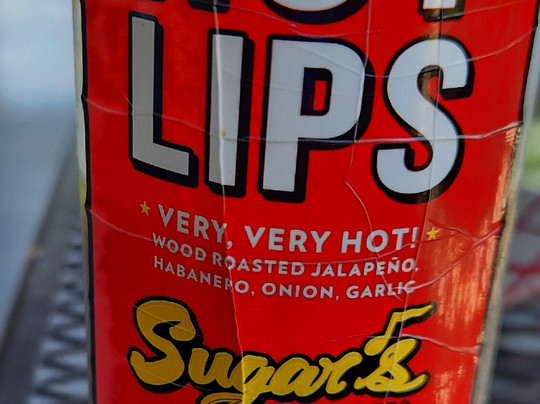 LIPS
VERY, VERY HOT!
WOOD ROASTED JALAPEÑO,
HABANERO, ONION, GARLIC
Sugar's